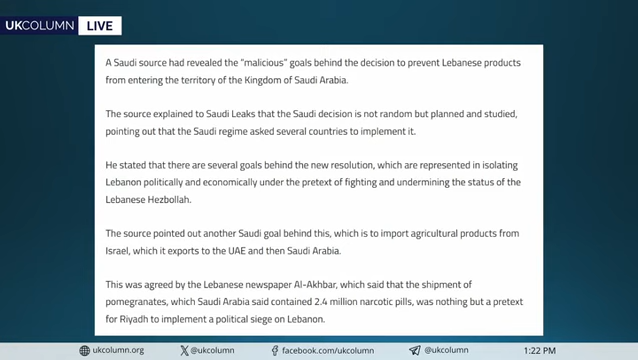 UKCOLUMN LIVE
A Saudi source had revealed the “malicious” goals behind the decision to prevent Lebanese products
from entering the territory of the Kingdom of Saudi Arabia.
The source explained to Saudi Leaks that the Saudi decision is not random but planned and studied,
pointing out that the Saudi regime asked several countries to implement it.
He stated that there are several goals behind the new resolution, which are represented in isolating
Lebanon politically and economically under the pretext of fighting and undermining the status of the
Lebanese Hezbollah.
The source pointed out another Saudi goal behind this, which is to import agricultural products from
Israel, which it exports to the UAE and then Saudi Arabia.
This was agreed by the Lebanese newspaper Al-Akhbar, which said that the shipment of
pomegranates, which Saudi Arabia said contained 2.4 million narcotic pills, was nothing but a pretext
for Riyadh to implement a political siege on Lebanon.
ukcolumn.org @ukcolumn facebook.com/ukcolumn @ukcolumn 1:22 PM